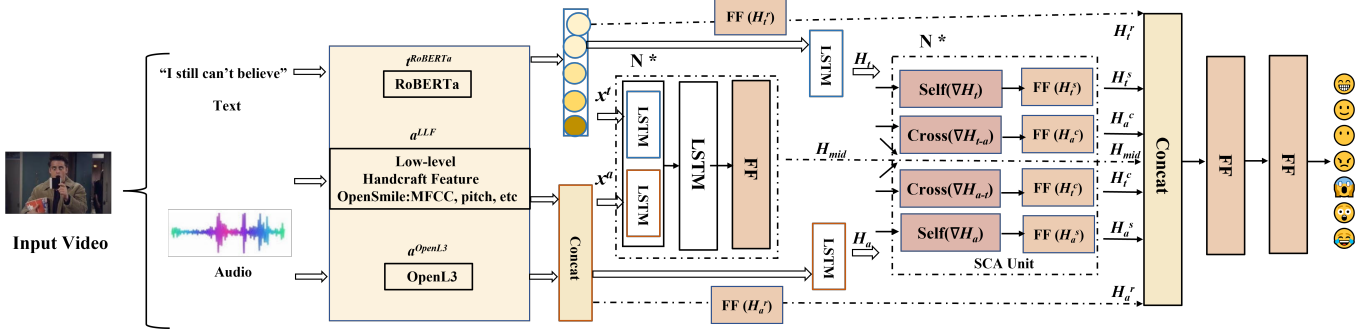 "I still can't believe"
Text
Input Video
Audio
t^RoBERTa
RoBERTa
a^LLF
Low-level
Handcraft Feature
OpenSmile:MFCC, pitch, etc
a^OpenL3
OpenL3
Concat
x^t
x^a
N *
LSTM
LSTM
LSTM
FF
FF (H_t^r)
FF (H_a^r)
LSTM
LSTM
H_t
H_mid
H_a
N *
Self(∇H_t)
FF (H_t^s)
Cross(∇H_t-a)
FF (H_a^c)
Cross(∇H_a-t)
FF (H_t^c)
Self(∇H_a)
FF (H_a^s)
SCA Unit
H_t^r
H_t^s
H_a^c
H_mid
H_t^c
H_a^s
H_a^r
Concat
FF
FF